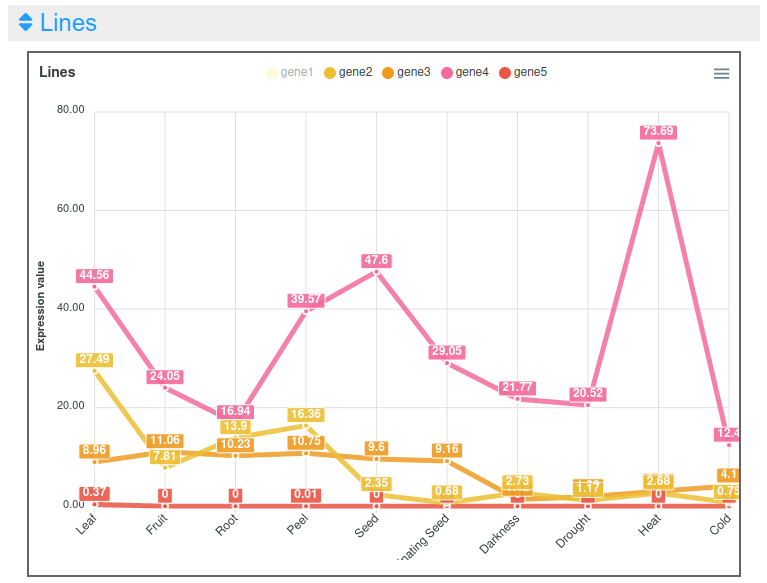 Lines
Lines
gene1 gene2 gene3 gene4 gene5
Expression value
80.00
60.00
40.00
20.00
0.00
44.56
24.05
16.94
39.57
47.6
29.05
21.77
20.52
73.69
27.49
7.81
13.9
16.36
2.35
0.68
2.73
1.17
2.68
0.75
8.96
11.06
10.23
10.75
9.6
9.16
4.1
0.37
0
0
0.01
0
0
Leaf
Fruit
Root
Peel
Seed
Seed
Darkness
Drought
Heat
Cold